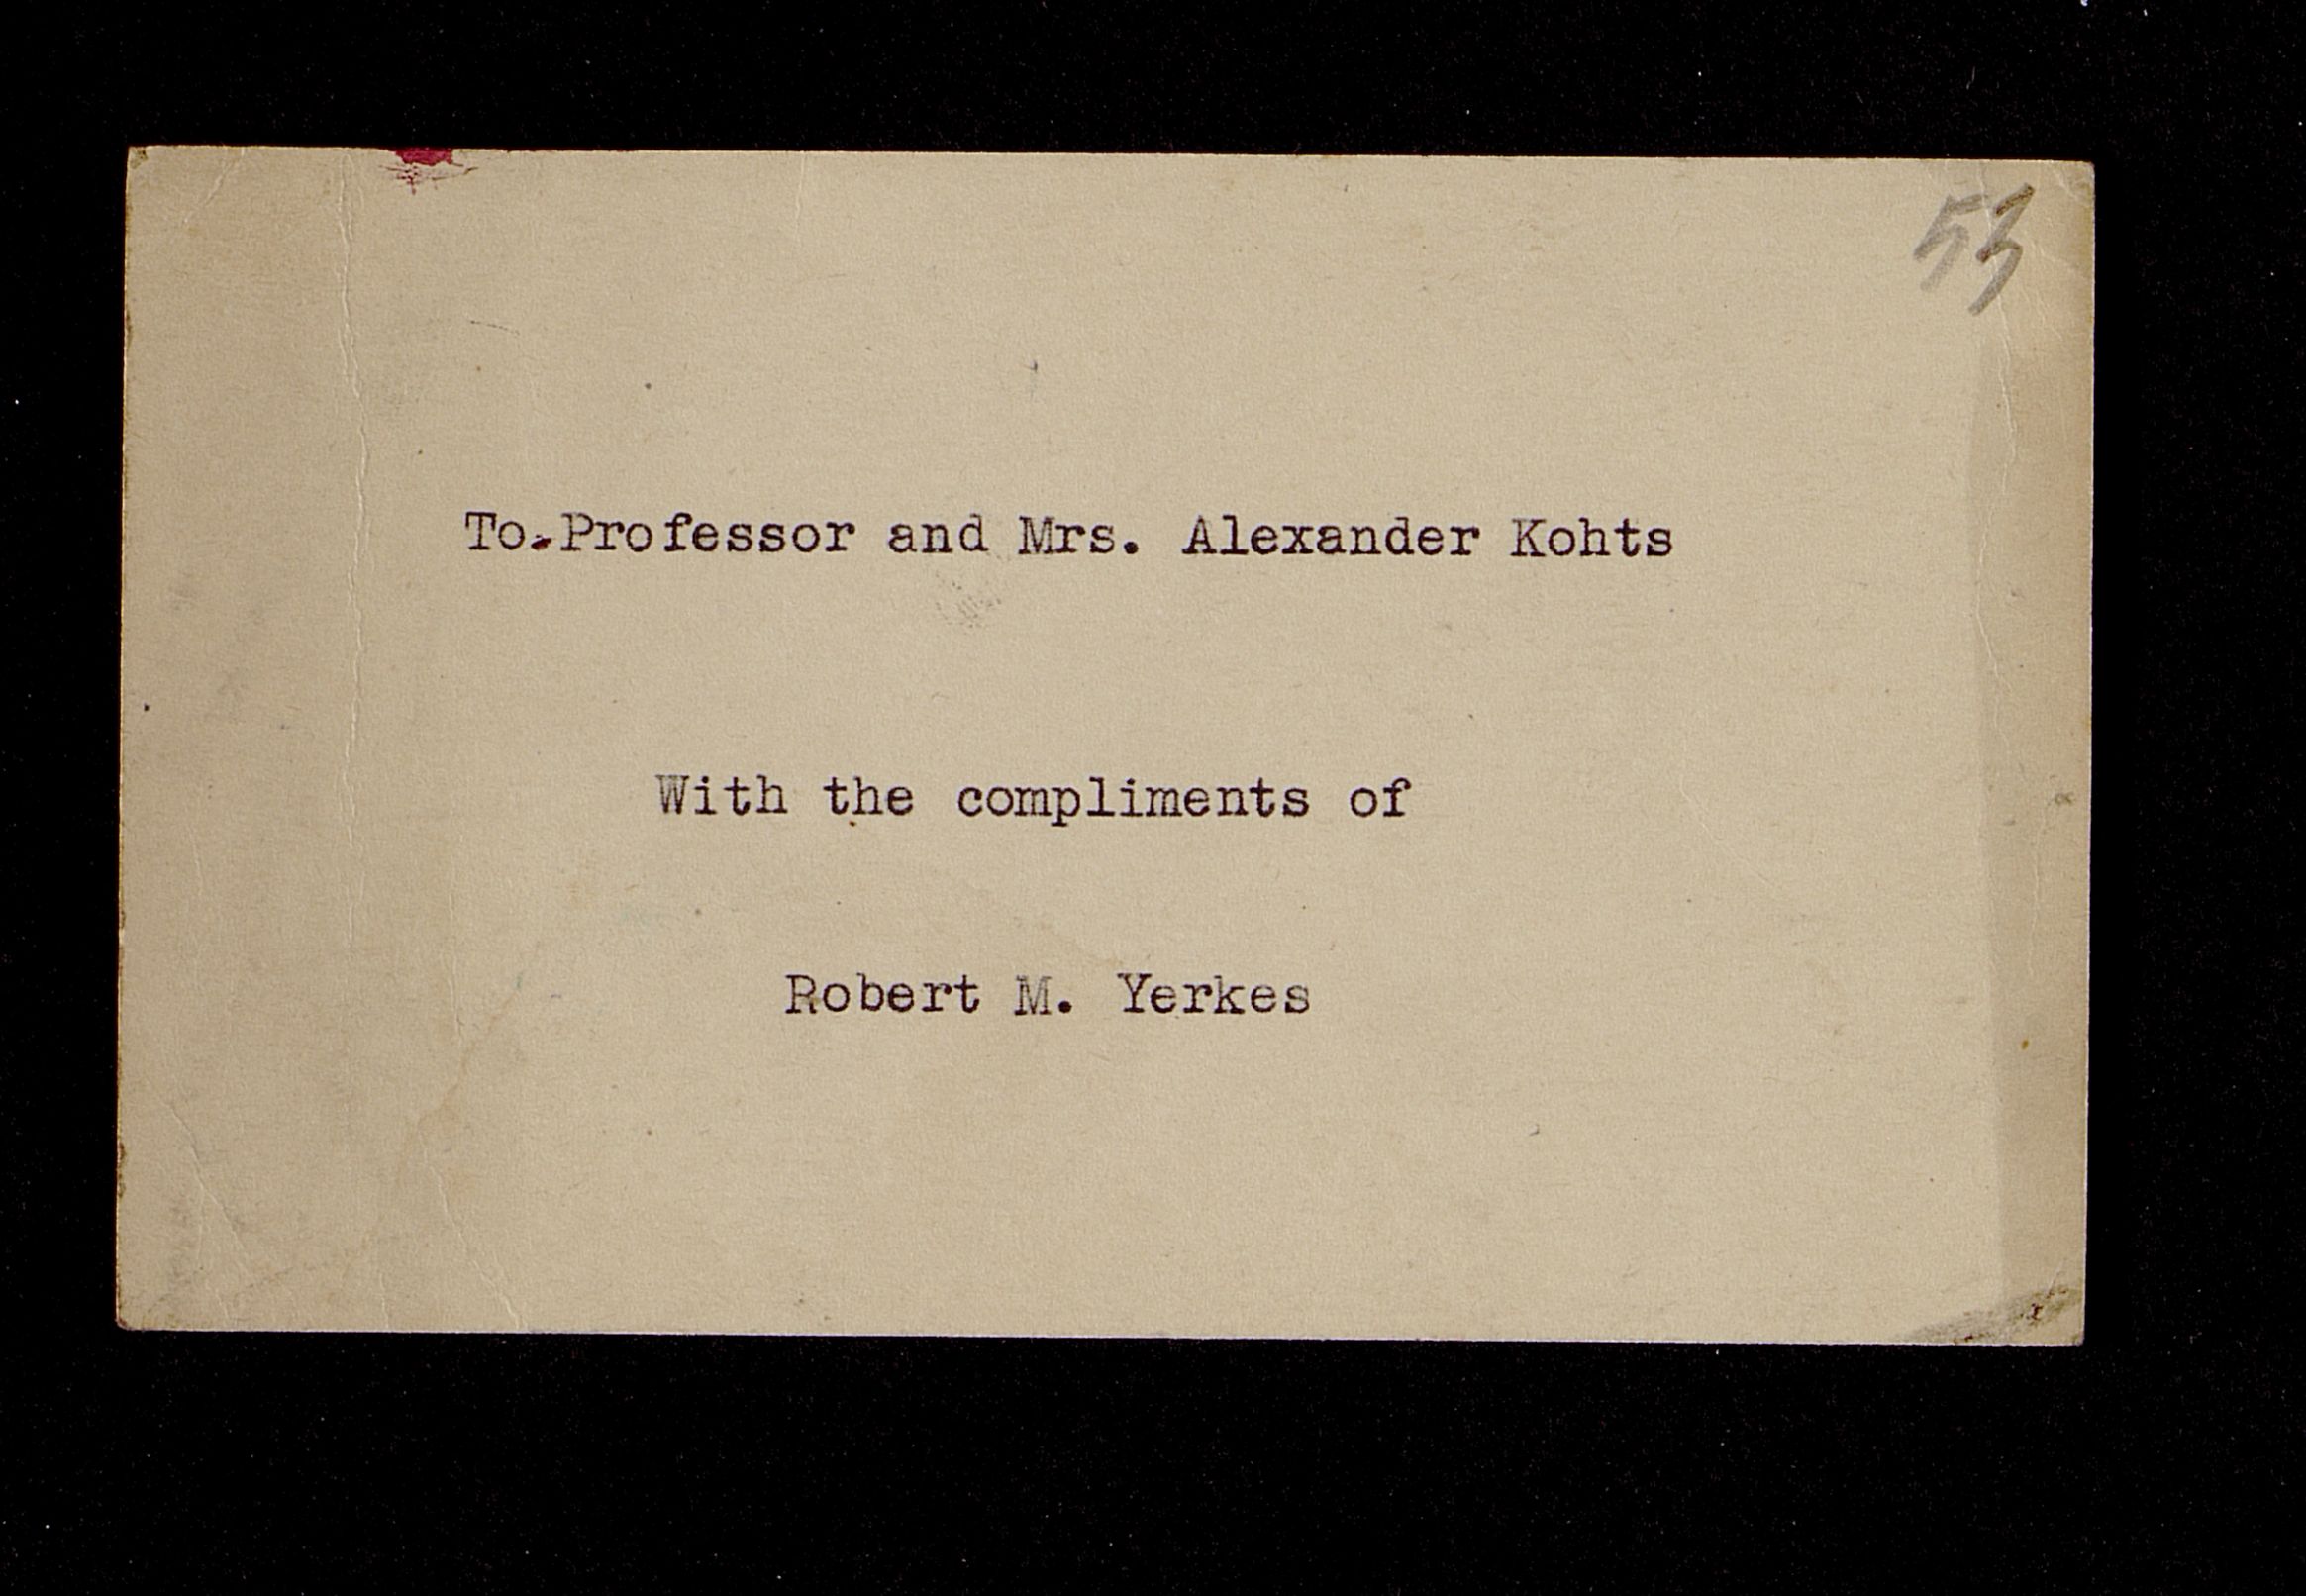 53
To Professor and Mrs. Alexander Kohts
With the compliments of
Robert M. Yerkes